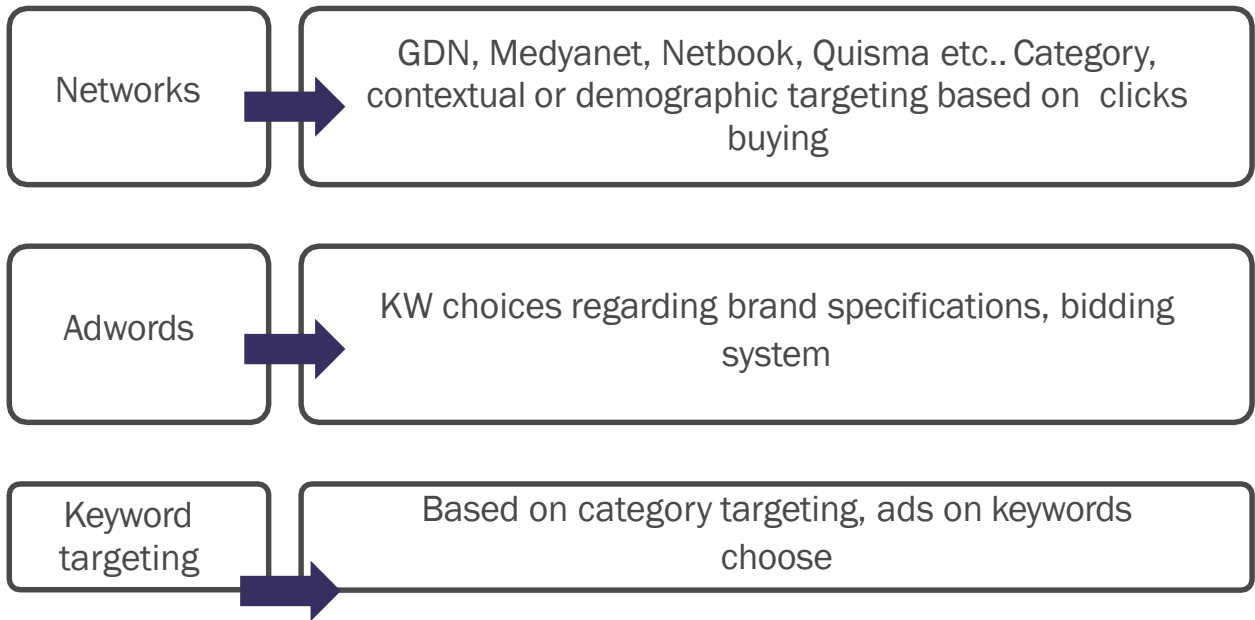 Networks
GDN, Medyanet, Netbook, Quisma etc.. Category,
contextual or demographic targeting based on clicks
buying
Adwords
KW choices regarding brand specifications, bidding
system
Keyword
targeting
Based on category targeting, ads on keywords
choose